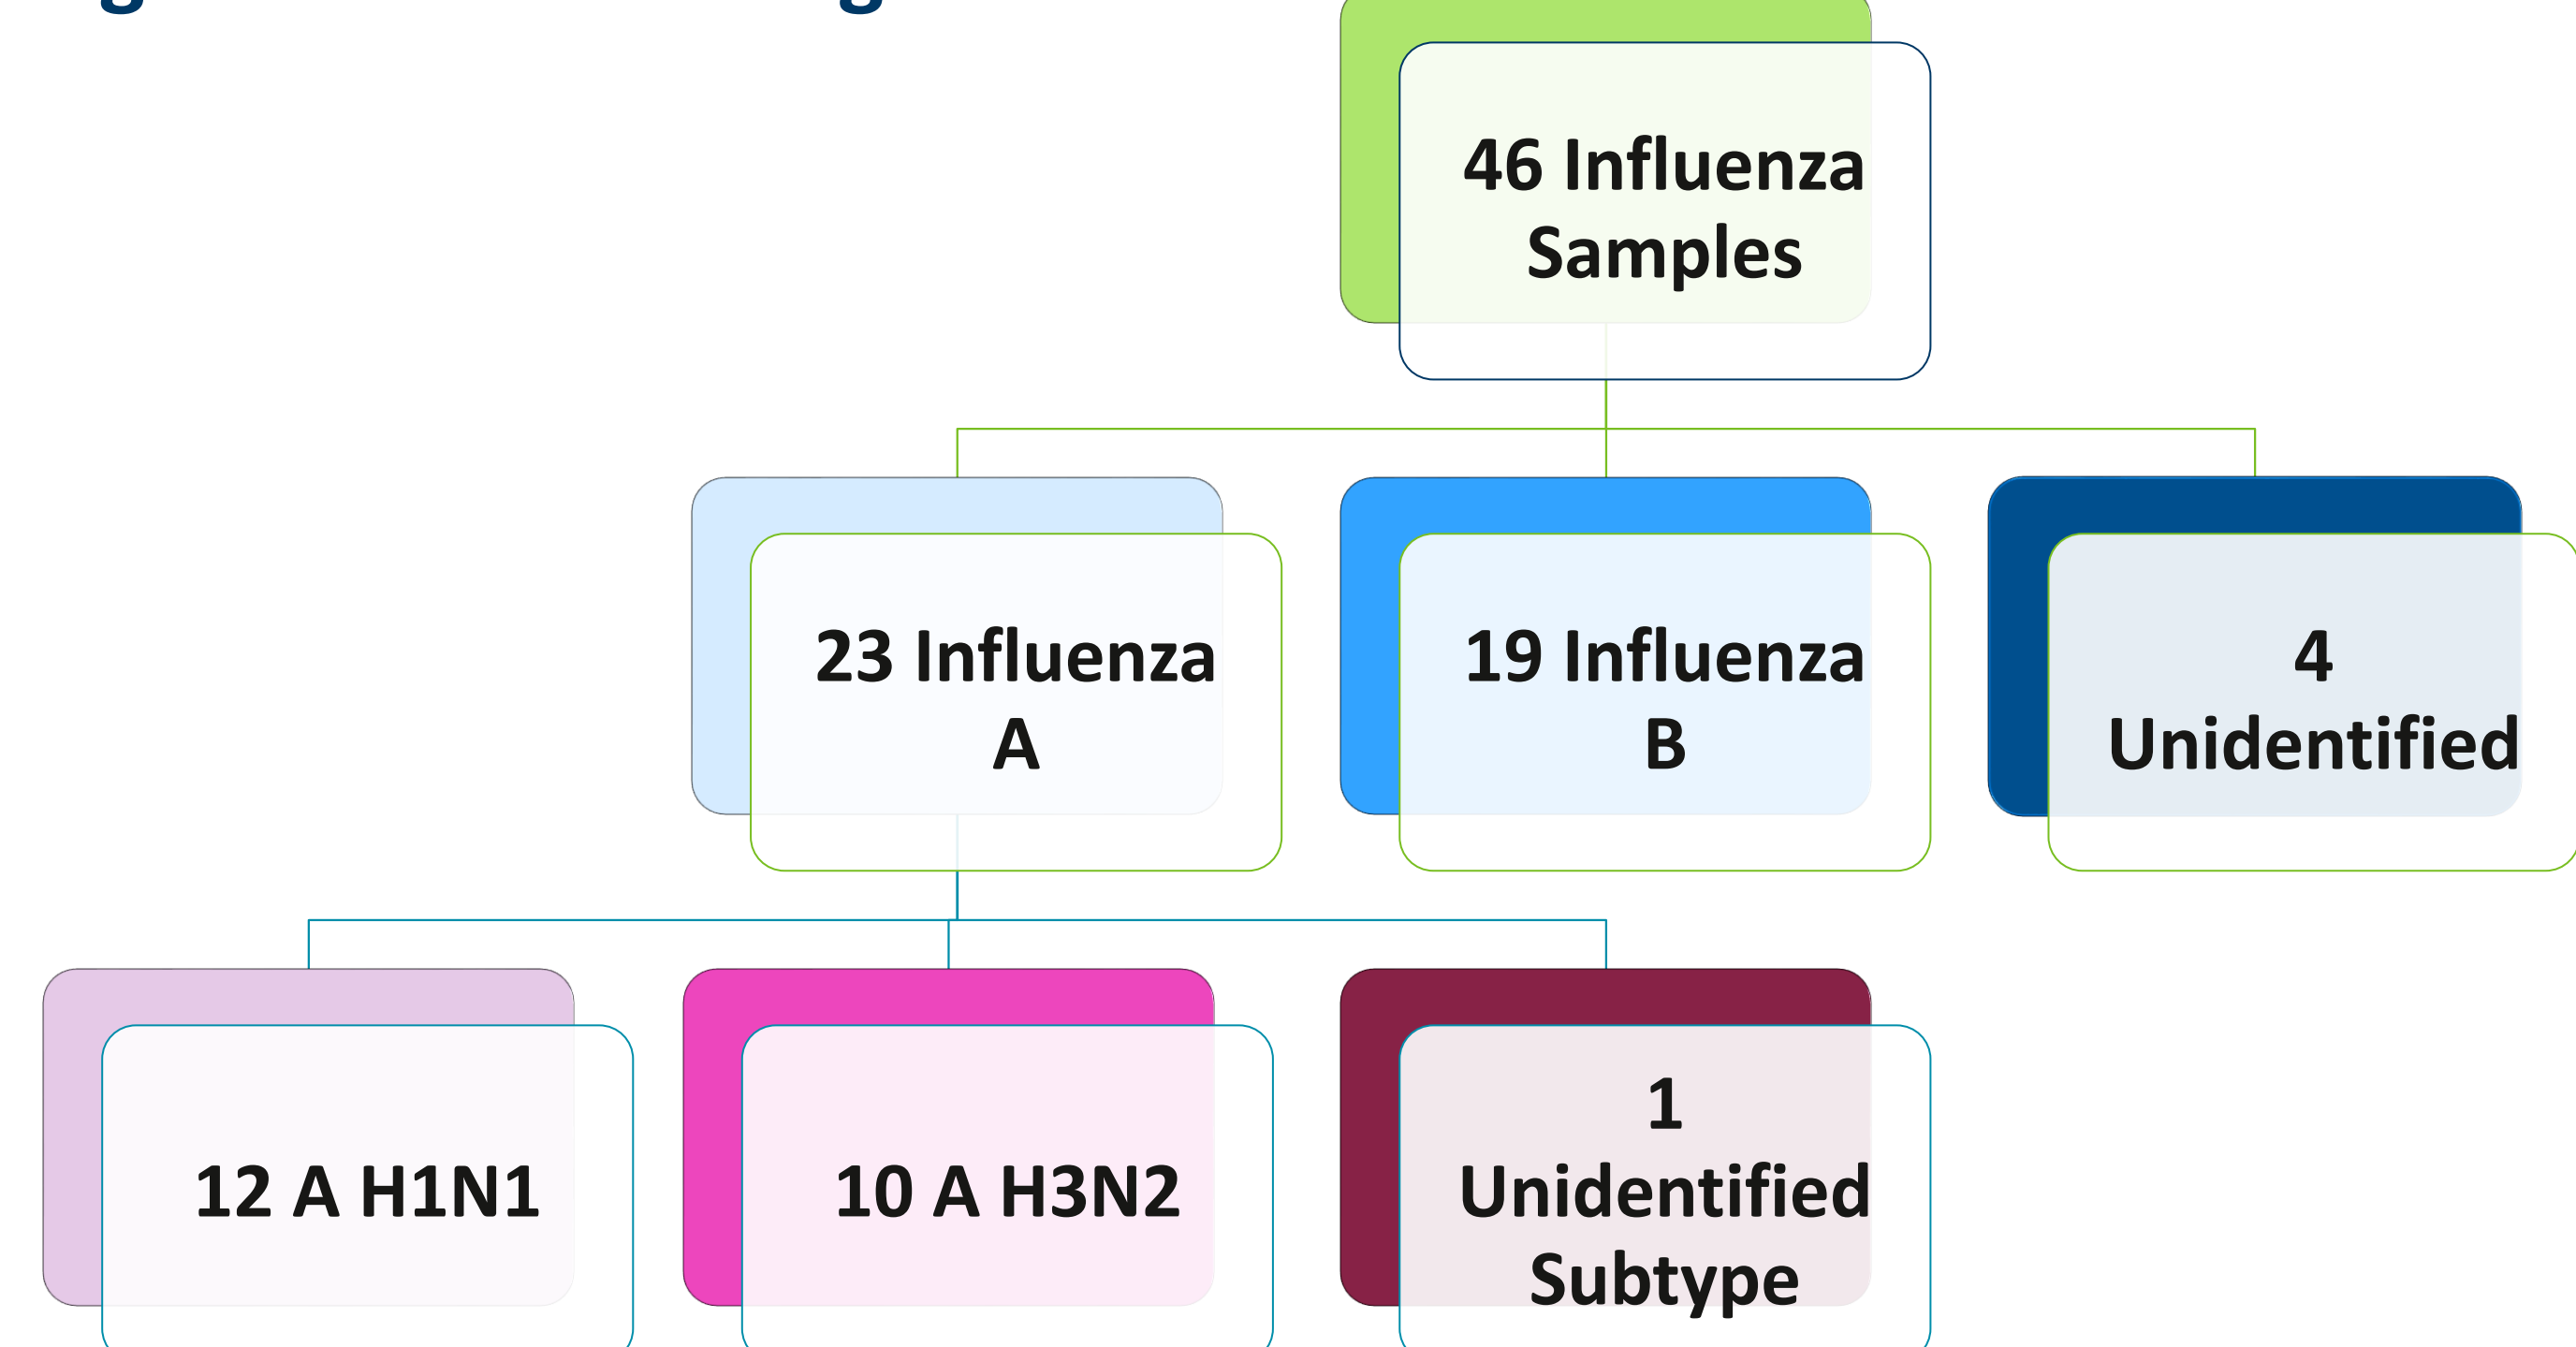 46 Influenza
Samples
23 Influenza
A
19 Influenza
B
4
Unidentified
12 A H1N1
10 A H3N2
1
Unidentified
Subtype